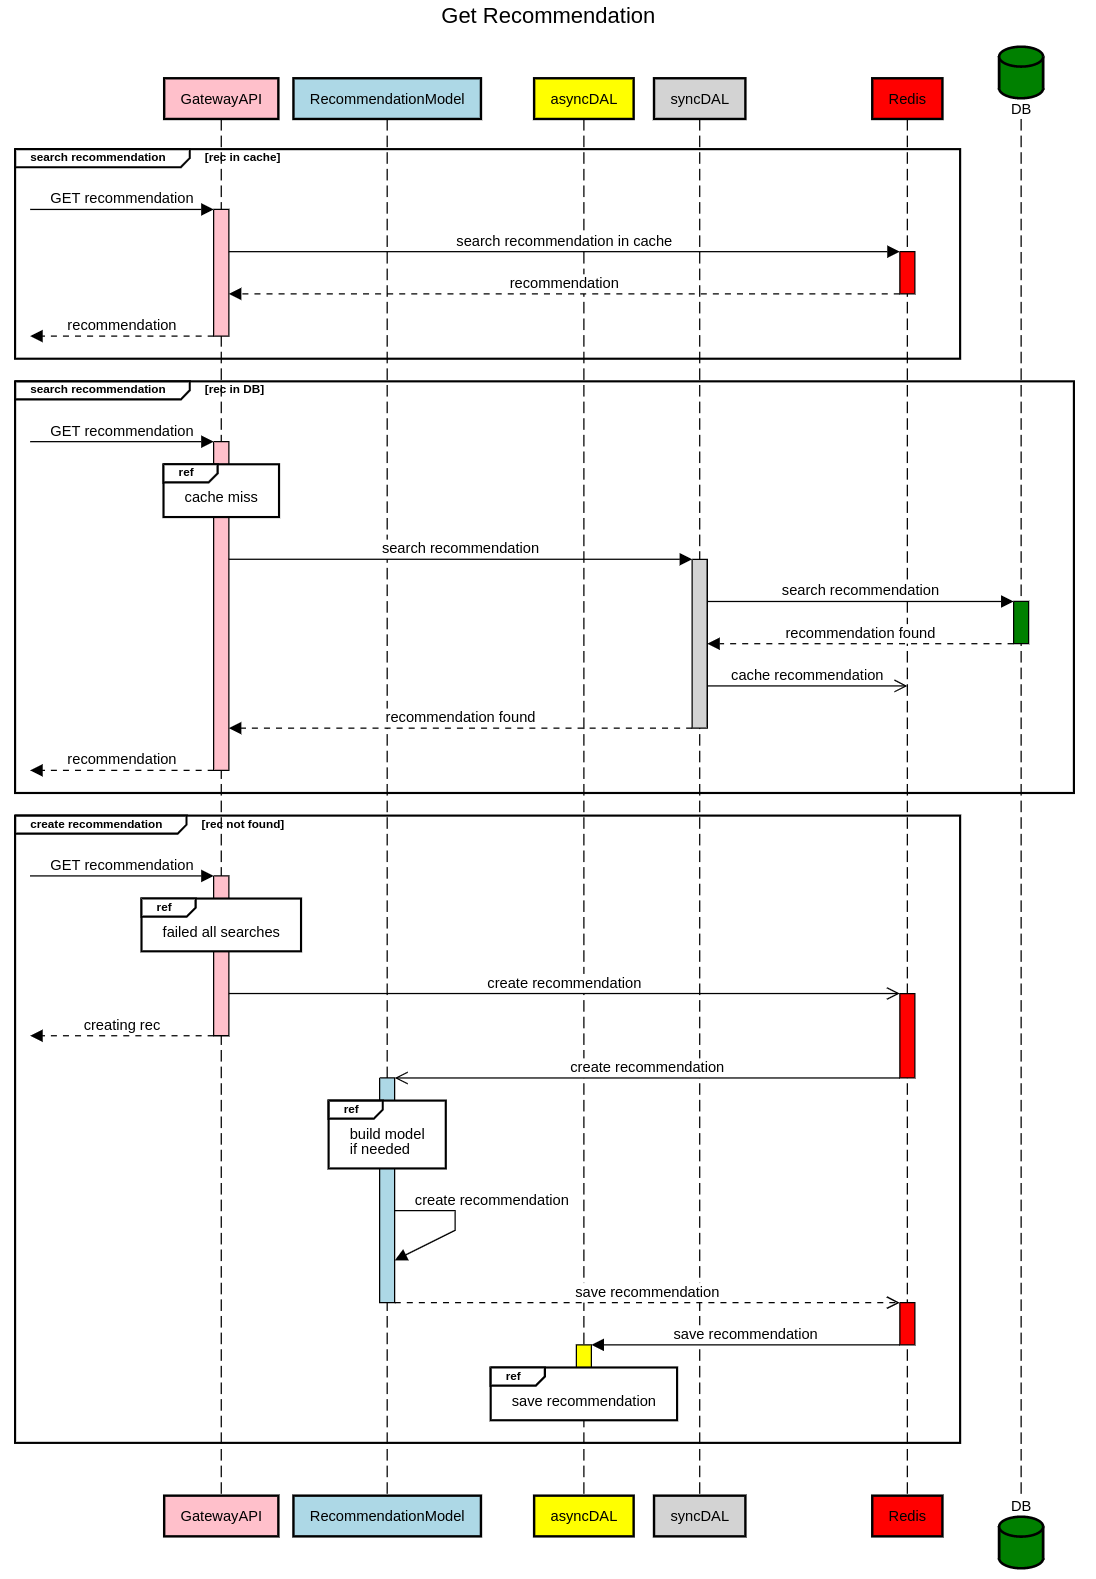 Get Recommendation
GatewayAPI
RecommendationModel
asyncDAL
syncDAL
Redis
DB
search recommendation
[rec in cache]
GET recommendation
search recommendation in cache
recommendation
recommendation
search recommendation
[rec in DB]
GET recommendation
ref
cache miss
search recommendation
search recommendation
recommendation found
cache recommendation
recommendation found
recommendation
create recommendation
[rec not found]
GET recommendation
ref
failed all searches
create recommendation
creating rec
create recommendation
ref
build model
if needed
create recommendation
save recommendation
save recommendation
ref
save recommendation
GatewayAPI
RecommendationModel
asyncDAL
syncDAL
Redis
DB